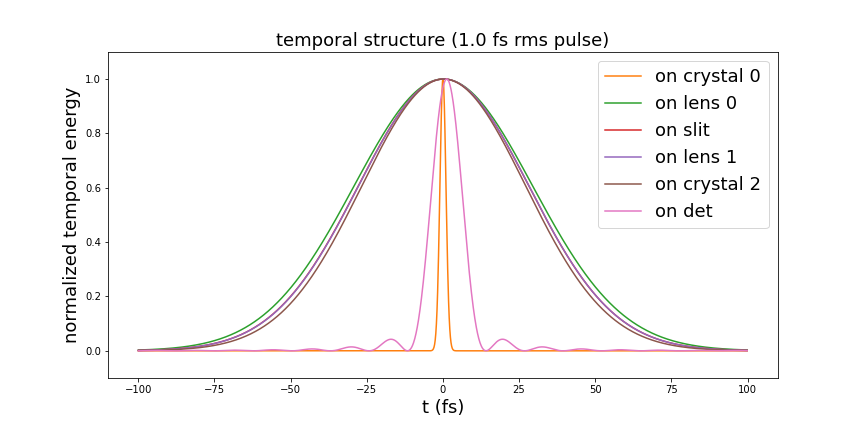 temporal structure (1.0 fs rms pulse)
normalized temporal energy
1.0
0.8
0.6
0.4
0.2
0.0
−100
−75
−50
−25
0
25
50
75
100
t (fs)
on crystal 0
on lens 0
on slit
on lens 1
on crystal 2
on det